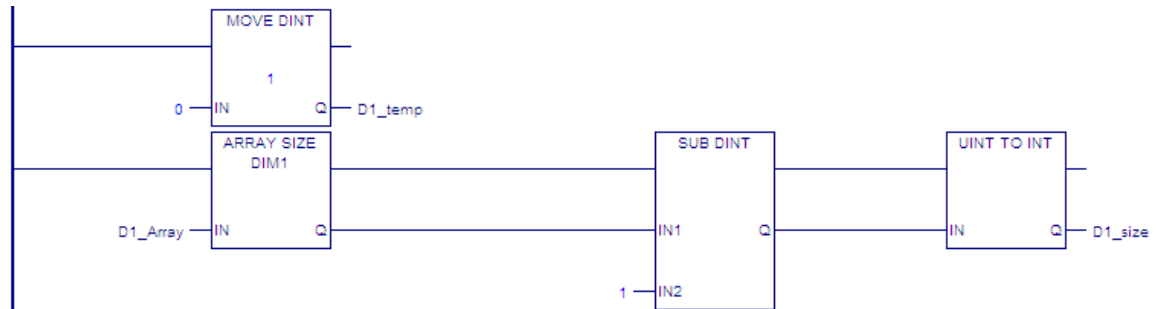 MOVE DINT
1
0 IN Q D1_temp
ARRAY SIZE SUB DINT UINT TO INT
DIM1
D1_Array IN Q IN1 Q IN Q D1_size
1 IN2